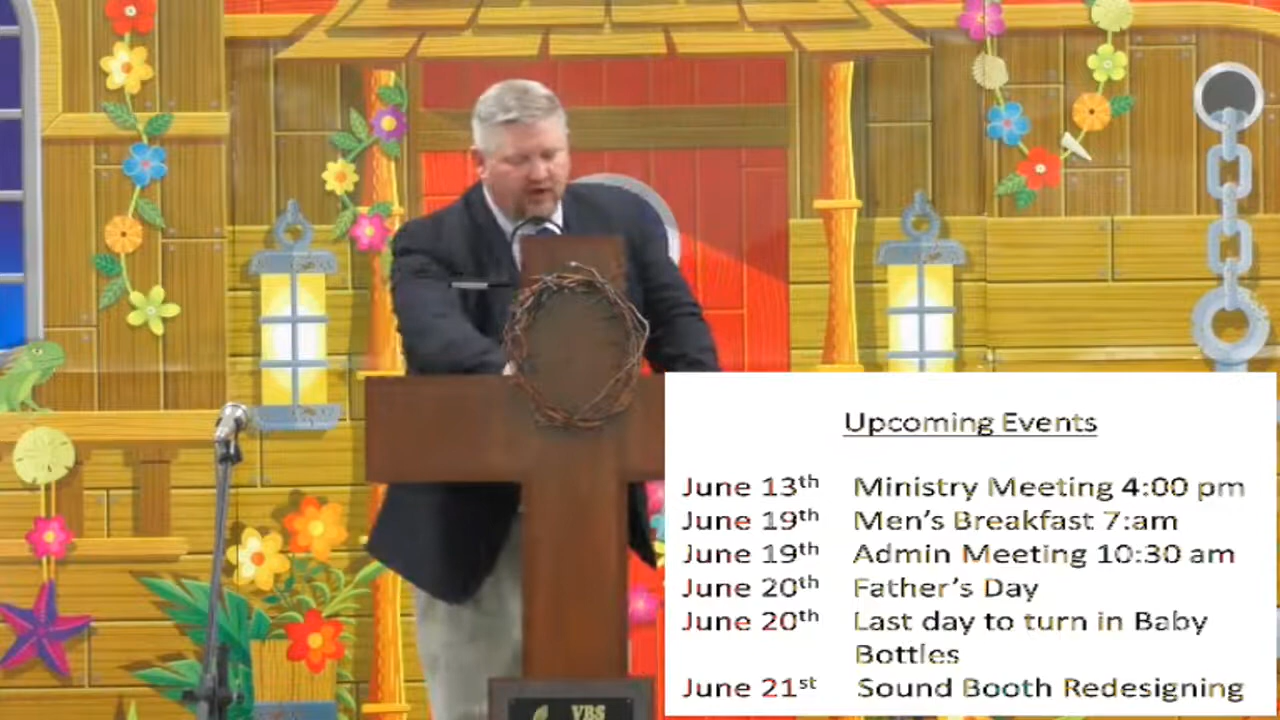 Upcoming Events
June 13th Ministry Meeting 4:00 pm
June 19th Men's Breakfast 7:am
June 19th Admin Meeting 10:30 am
June 20th Father's Day
June 20th Last day to turn in Baby
Bottles
June 21st Sound Booth Redesigning
VBS